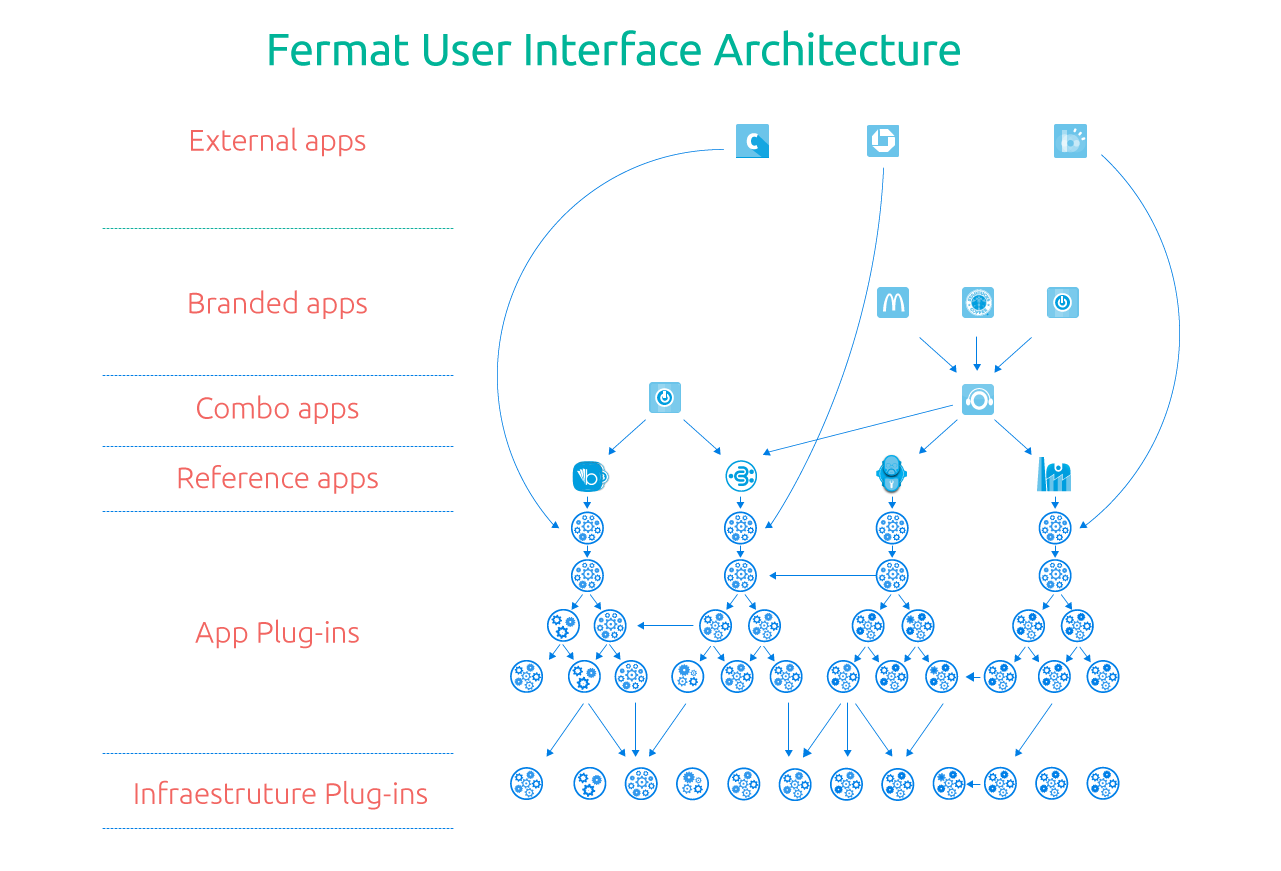 Fermat User Interface Architecture
External apps
Branded apps
Combo apps
Reference apps
App Plug-ins
Infraestruture Plug-ins